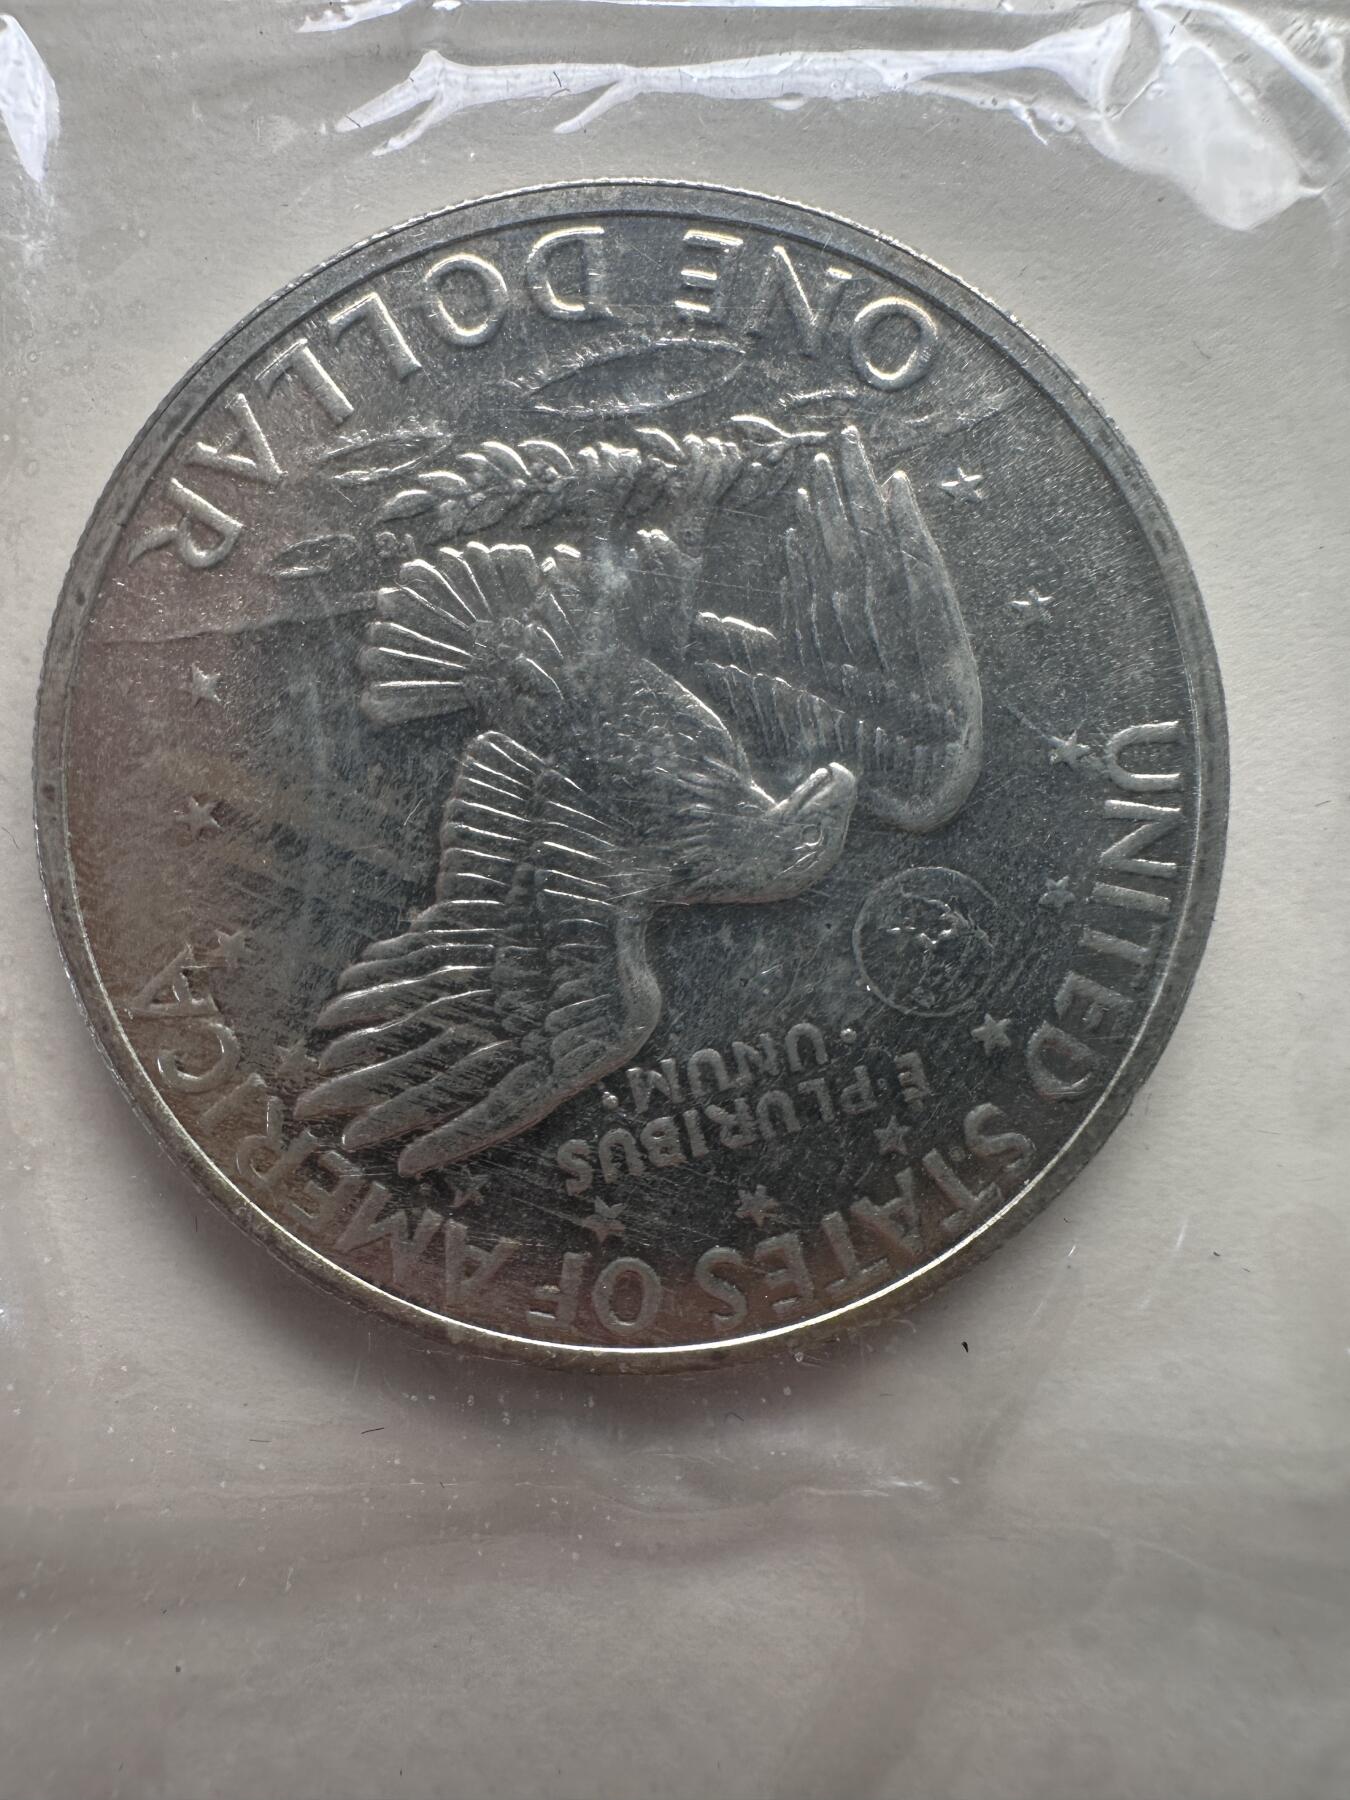 UNITED STATES OF AMERICA
E·PLURIBUS
·UNUM·
ONE DOLLAR